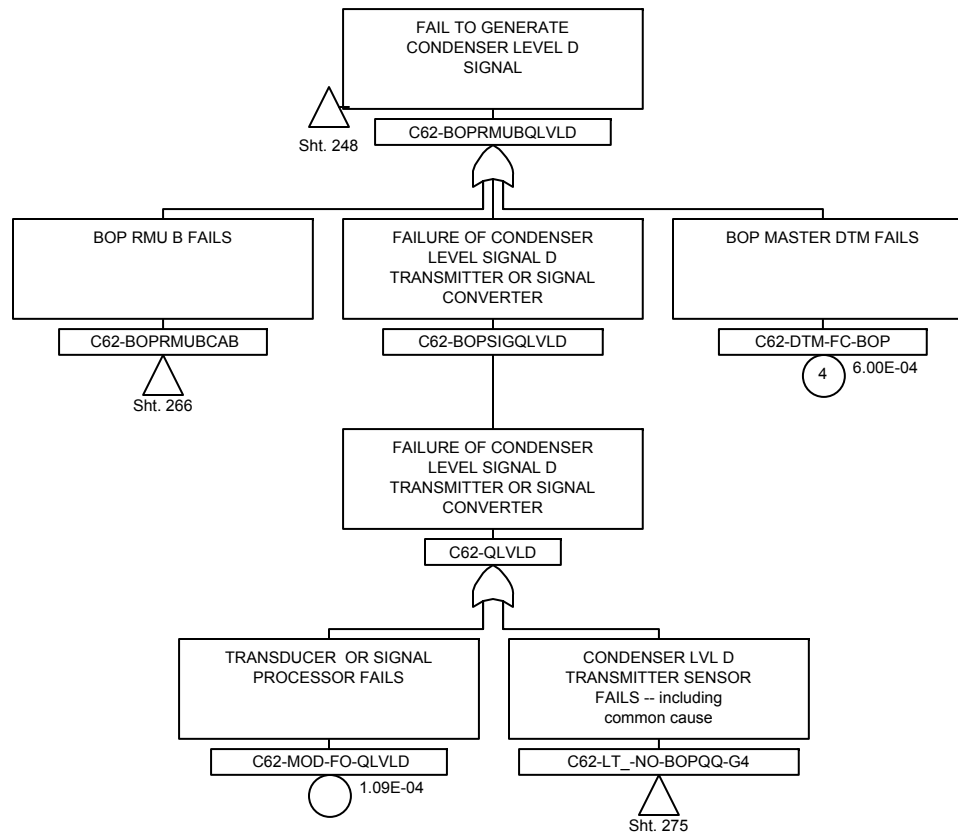 FAIL TO GENERATE
CONDENSER LEVEL D
SIGNAL
Sht. 248
C62-BOPRMUBQLVLD
BOP RMU B FAILS
C62-BOPRMUBCAB
Sht. 266
FAILURE OF CONDENSER
LEVEL SIGNAL D
TRANSMITTER OR SIGNAL
CONVERTER
C62-BOPSIGQLVLD
BOP MASTER DTM FAILS
C62-DTM-FC-BOP
4
6.00E-04
FAILURE OF CONDENSER
LEVEL SIGNAL D
TRANSMITTER OR SIGNAL
CONVERTER
C62-QLVLD
TRANSDUCER OR SIGNAL
PROCESSOR FAILS
C62-MOD-FO-QLVLD
1.09E-04
CONDENSER LVL D
TRANSMITTER SENSOR
FAILS -- including
common cause
C62-LT_-NO-BOPQQ-G4
Sht. 275